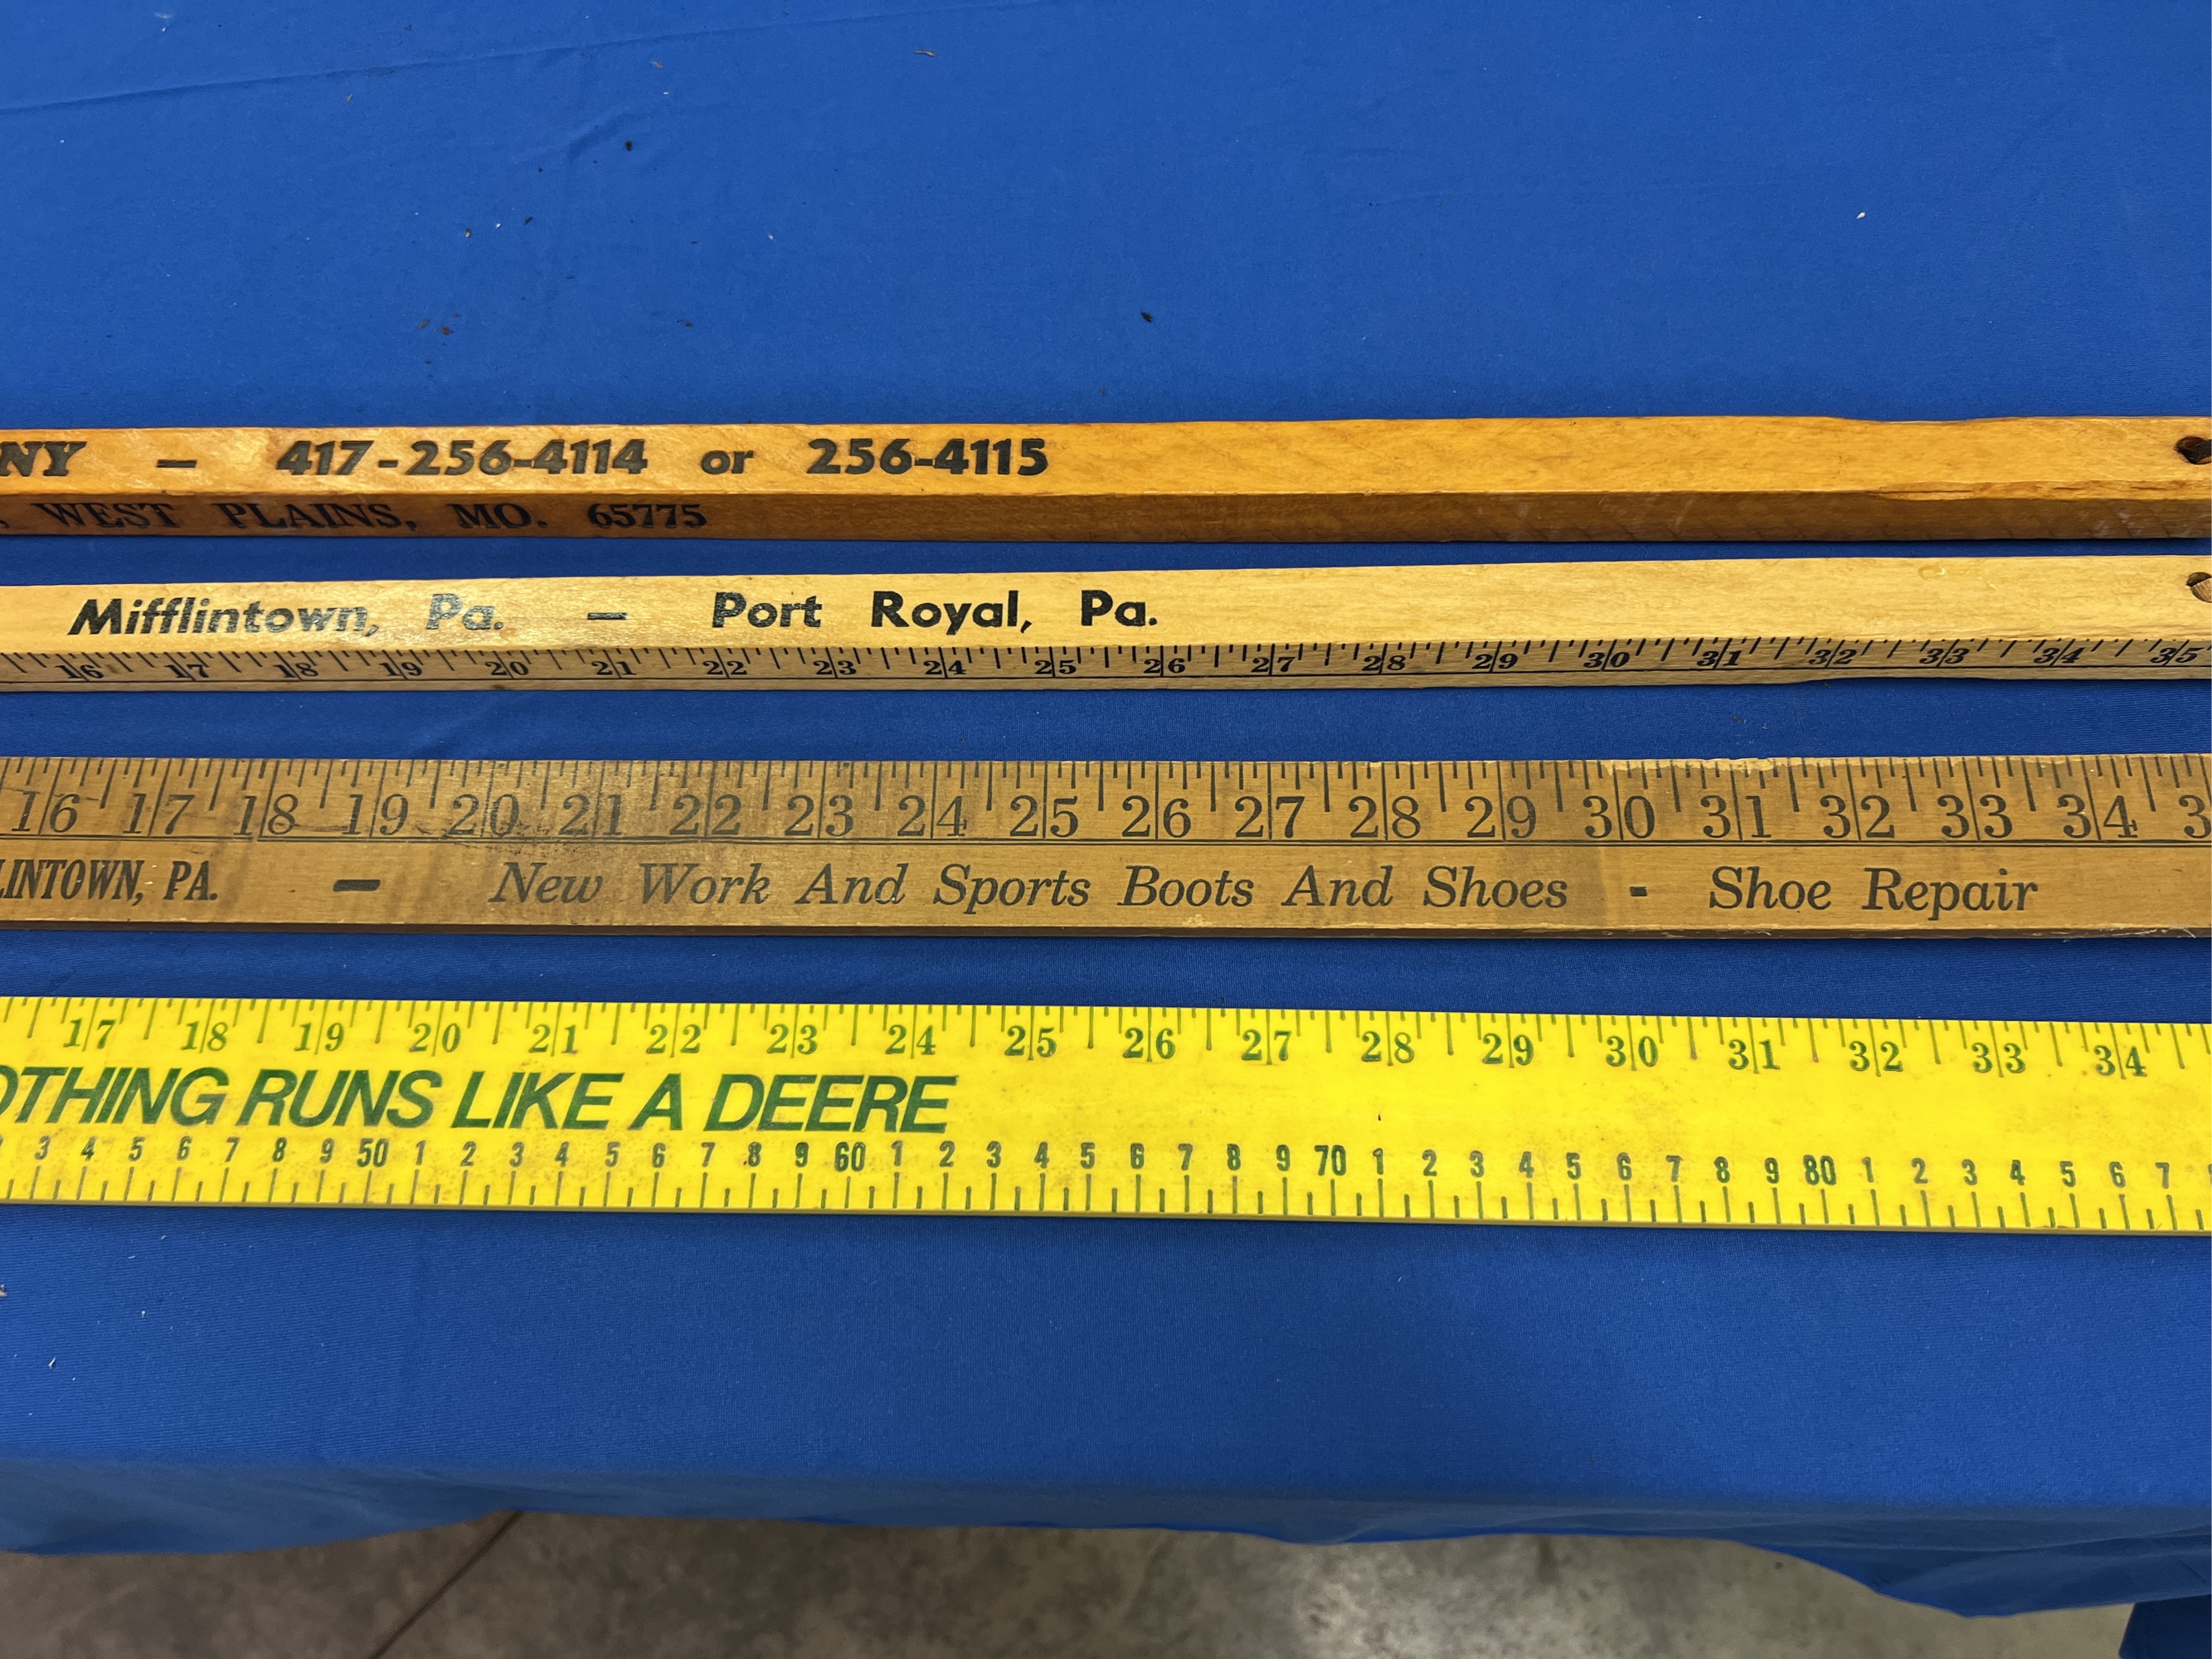 NY – 417-256-4114 or 256-4115
, WEST PLAINS, MO. 65775
Mifflintown, Pa. – Port Royal, Pa.
16 17 18 19 20 21 22 23 24 25 26 27 28 29 30 31 32 33 34 35
16 17 18 19 20 21 22 23 24 25 26 27 28 29 30 31 32 33 34 3
LINTOWN, PA. – New Work And Sports Boots And Shoes - Shoe Repair
17 18 19 20 21 22 23 24 25 26 27 28 29 30 31 32 33 34
OTHING RUNS LIKE A DEERE
3 4 5 6 7 8 9 50 1 2 3 4 5 6 7 8 9 60 1 2 3 4 5 6 7 8 9 70 1 2 3 4 5 6 7 8 9 80 1 2 3 4 5 6 7